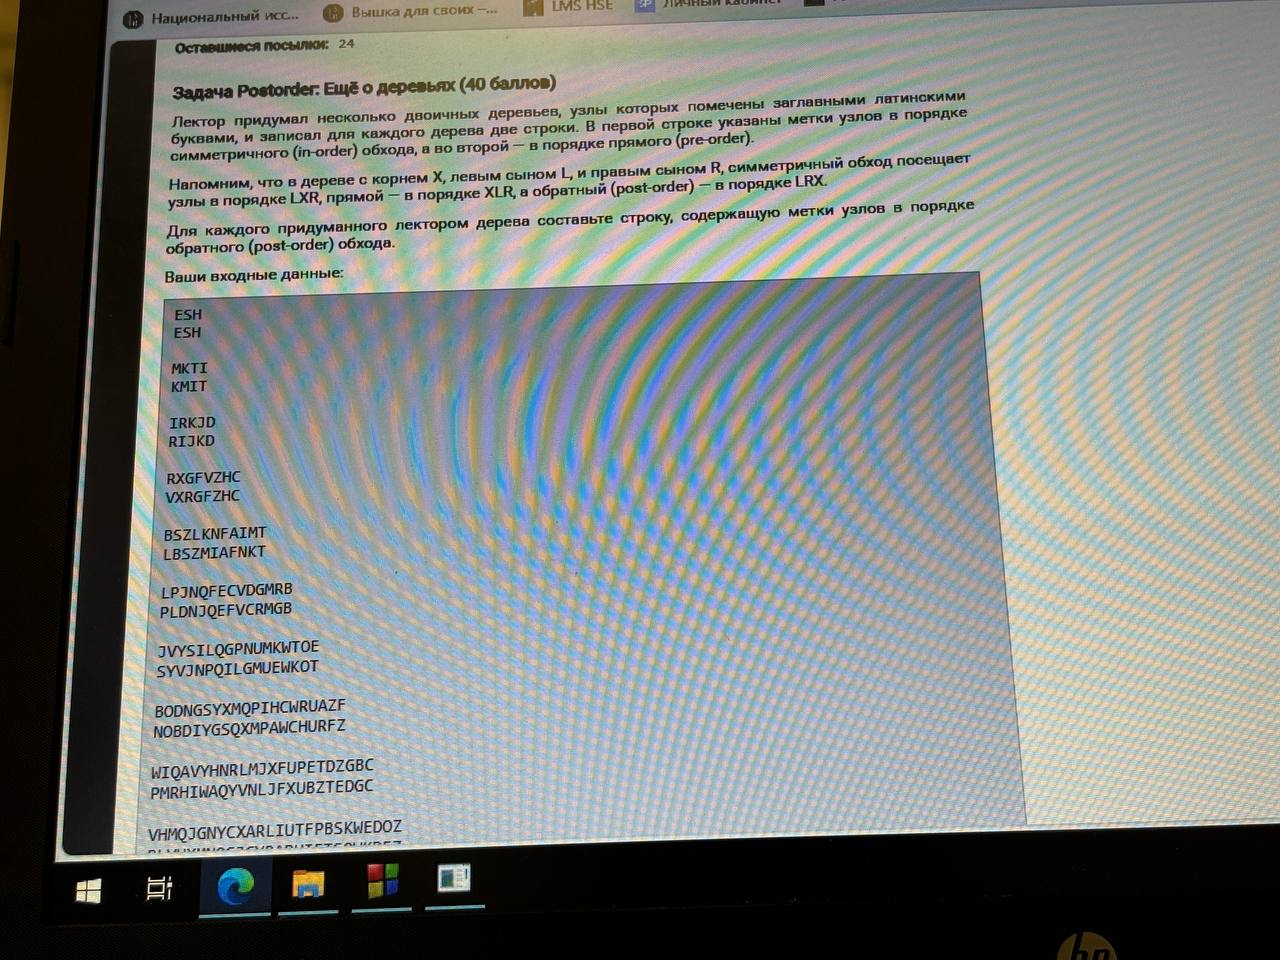 Национальный исс...
Вышка для своих –...
LMS HSE
Личный кабинет
Оставшиеся посылки: 24
Задача Postorder: Ещё о деревьях (40 баллов)
Лектор придумал несколько двоичных деревьев, узлы которых помечены заглавными латинскими
буквами, и записал для каждого дерева две строки. В первой строке указаны метки узлов в порядке
симметричного (in-order) обхода, а во второй — в порядке прямого (pre-order).
Напомним, что в дереве с корнем X, левым сыном L, и правым сыном R, симметричный обход посещает
узлы в порядке LXR, прямой — в порядке XLR, а обратный (post-order) — в порядке LRX.
Для каждого придуманного лектором дерева составьте строку, содержащую метки узлов в порядке
обратного (post-order) обхода.
Ваши входные данные:
ESH
ESH
MKTI
KMIT
IRKJD
RIJKD
RXGFVZHC
VXRGFZHC
BSZLKNFAIMT
LBSZMIAFNKT
LPJNQFECVDGMRB
PLDNJQEFVCRMGB
JVYSILQGPNUMKWTOE
SYVJNPQILGMUEWKOT
BODNGSYXMQPIHCWRUAZF
NOBDIYGSQXMPAWCHURFZ
WIQAVYHNRLMJXFUPETDZGBC
PMRHIWAQYVNLJFXUBZTEDGC
VHMQJGNYCXARLIUTFPBSKWEDOZ
hp